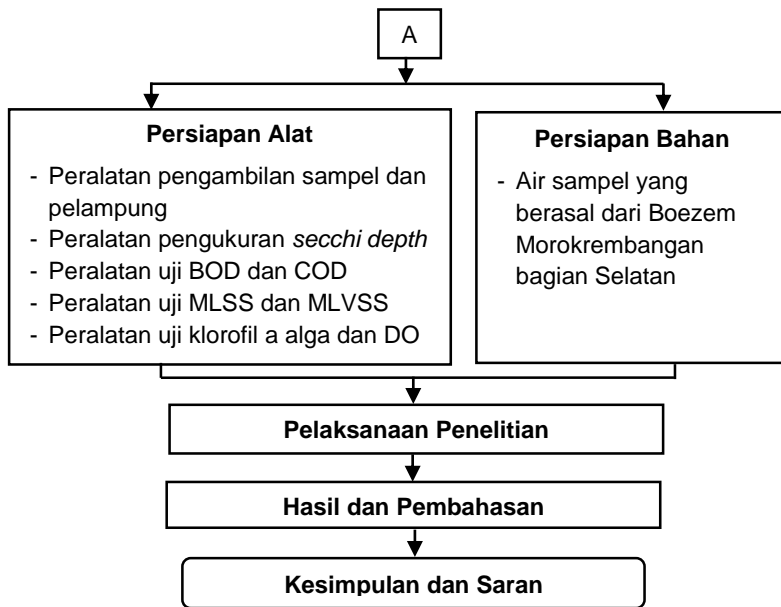 A
Persiapan Alat
- Peralatan pengambilan sampel dan
pelampung
- Peralatan pengukuran secchi depth
- Peralatan uji BOD dan COD
- Peralatan uji MLSS dan MLVSS
- Peralatan uji klorofil a alga dan DO
Persiapan Bahan
- Air sampel yang
berasal dari Boezem
Morokrembangan
bagian Selatan
Pelaksanaan Penelitian
Hasil dan Pembahasan
Kesimpulan dan Saran